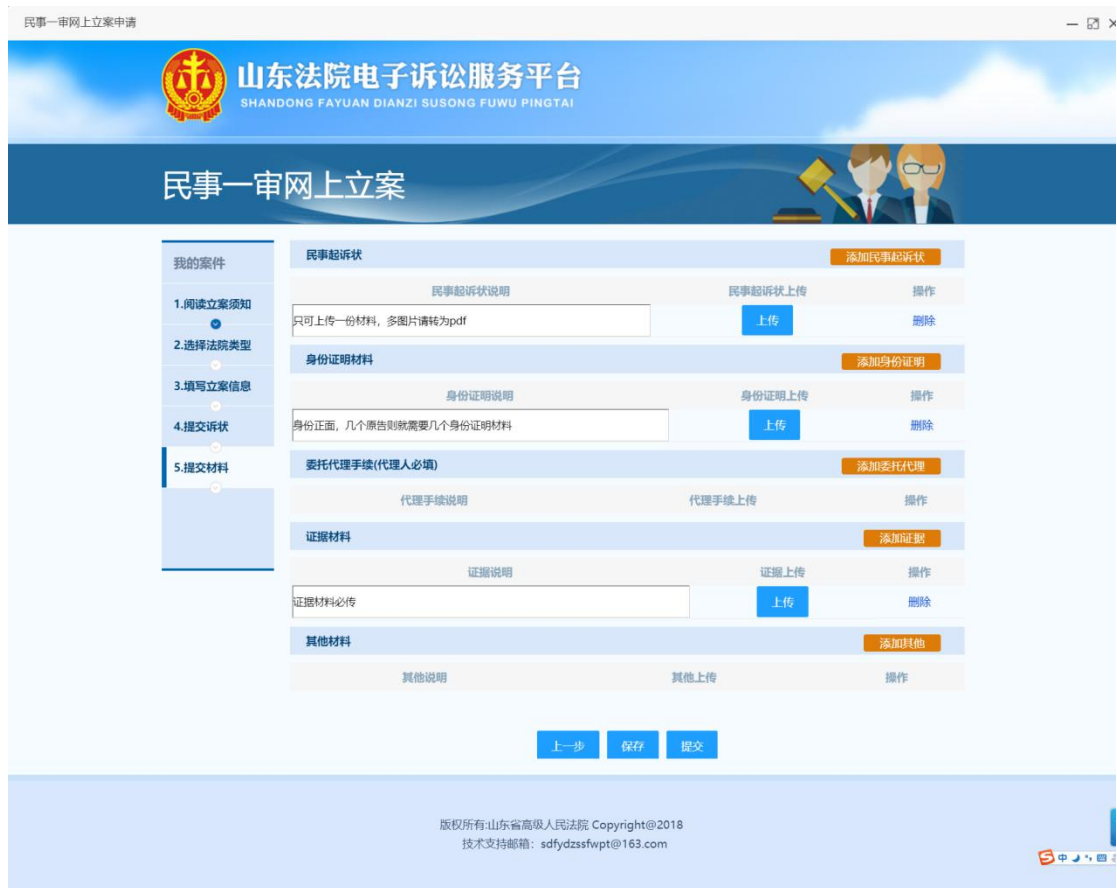 民事一审网上立案申请
山东法院电子诉讼服务平台
SHANDONG FAYUAN DIANZI SUSONG FUWU PINGTAI
民事一审网上立案
我的案件
1.阅读立案须知
2.选择法院类型
3.填写立案信息
4.提交诉状
5.提交材料
民事起诉状 添加民事起诉状
民事起诉状说明 民事起诉状上传 操作
只可上传一份材料，多图片请转为pdf 上传 删除
身份证明材料 添加身份证明
身份证明说明 身份证明上传 操作
身份正面，几个原告则就需要几个身份证明材料 上传 删除
委托代理手续(代理人必填) 添加委托代理
代理手续说明 代理手续上传 操作
证据材料 添加证据
证据说明 证据上传 操作
证据材料必传 上传 删除
其他材料 添加其他
其他说明 其他上传 操作
上一步 保存 提交
版权所有:山东省高级人民法院 Copyright@2018
技术支持邮箱：sdfydzssfwpt@163.com
中